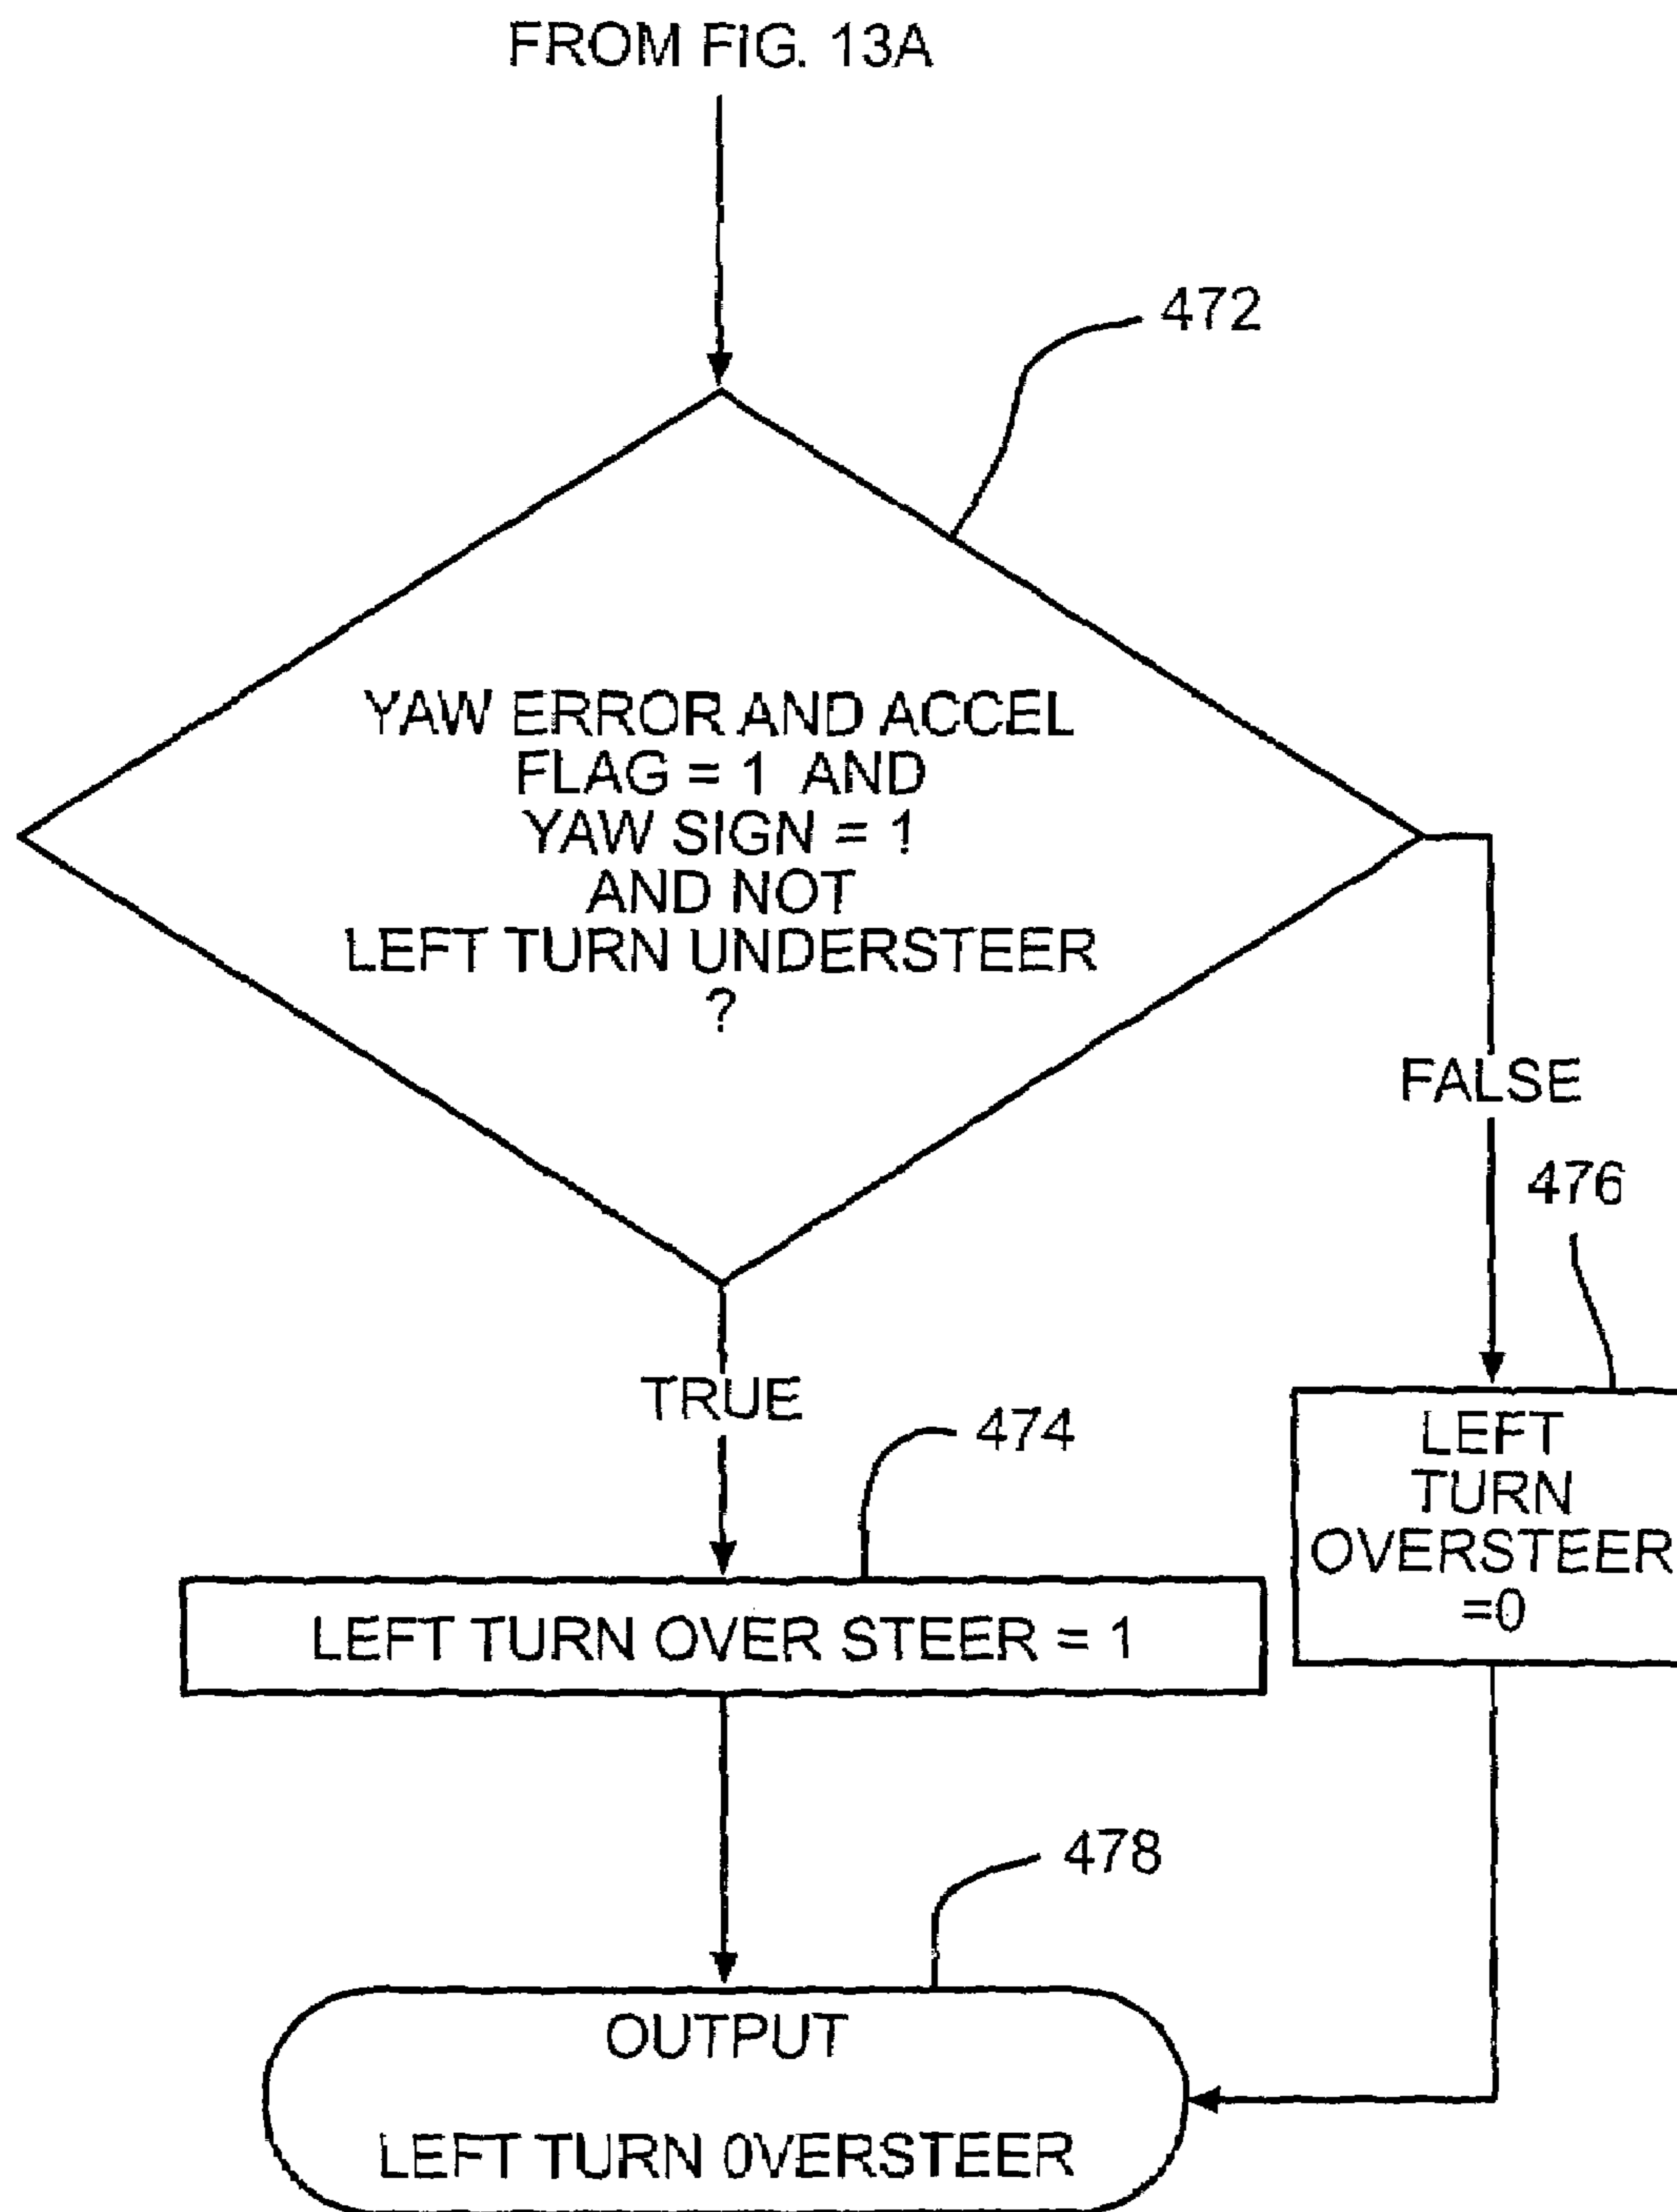 FROM FIG. 13A
472
YAW ERROR AND ACCEL
FLAG = 1 AND
YAW SIGN = 1
AND NOT
LEFT TURN UNDERSTEER
?
FALSE
476
TRUE
474
LEFT
TURN
OVERSTEER
=0
LEFT TURN OVER STEER = 1
478
OUTPUT
LEFT TURN 0VERSTEER